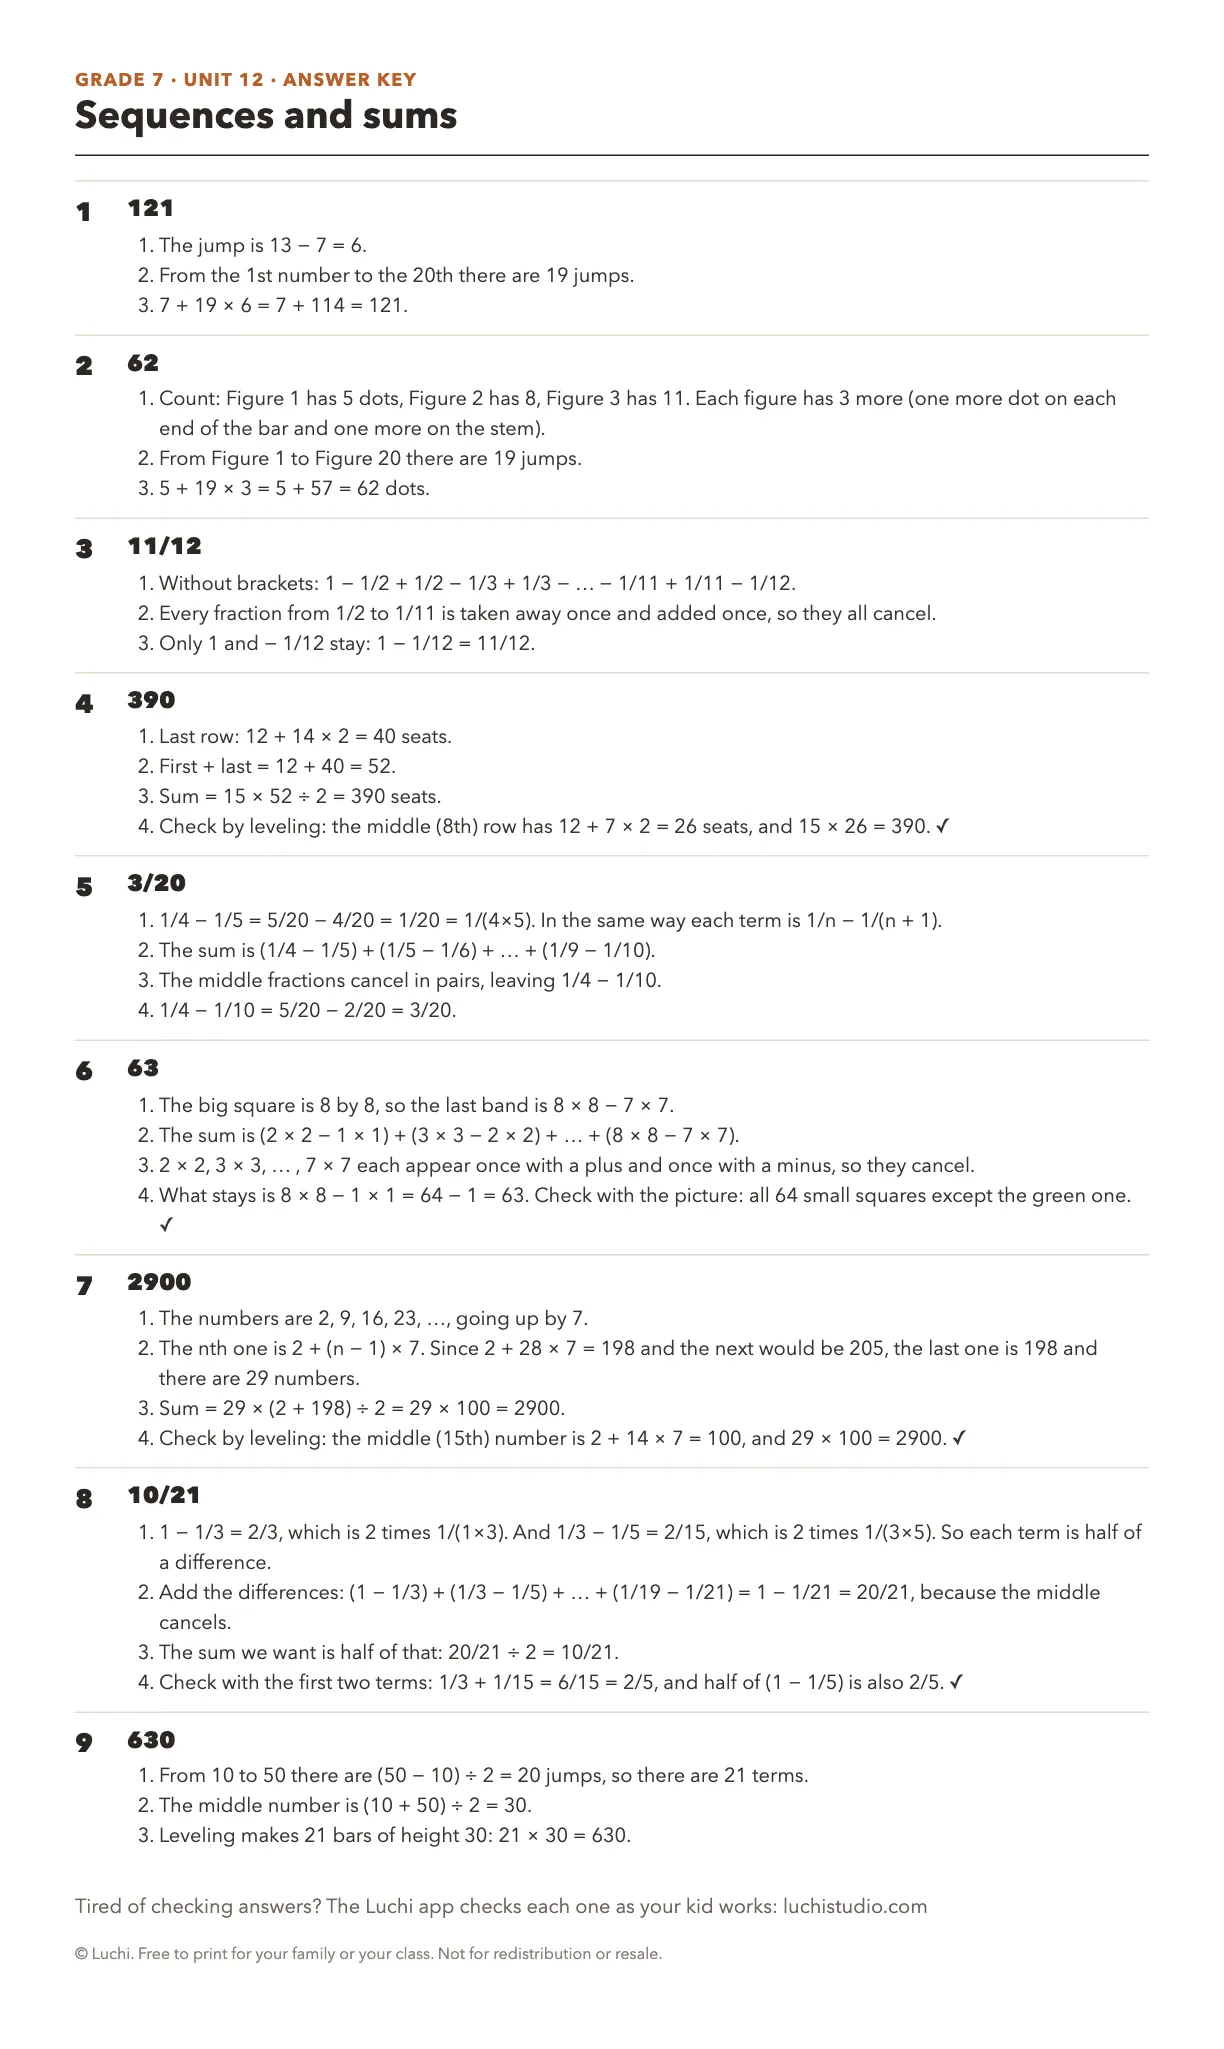 GRADE 7 · UNIT 12 · ANSWER KEY
Sequences and sums
1 121
1. The jump is 13 − 7 = 6.
2. From the 1st number to the 20th there are 19 jumps.
3. 7 + 19 × 6 = 7 + 114 = 121.
2 62
1. Count: Figure 1 has 5 dots, Figure 2 has 8, Figure 3 has 11. Each figure has 3 more (one more dot on each
end of the bar and one more on the stem).
2. From Figure 1 to Figure 20 there are 19 jumps.
3. 5 + 19 × 3 = 5 + 57 = 62 dots.
3 11/12
1. Without brackets: 1 − 1/2 + 1/2 − 1/3 + 1/3 − … − 1/11 + 1/11 − 1/12.
2. Every fraction from 1/2 to 1/11 is taken away once and added once, so they all cancel.
3. Only 1 and − 1/12 stay: 1 − 1/12 = 11/12.
4 390
1. Last row: 12 + 14 × 2 = 40 seats.
2. First + last = 12 + 40 = 52.
3. Sum = 15 × 52 ÷ 2 = 390 seats.
4. Check by leveling: the middle (8th) row has 12 + 7 × 2 = 26 seats, and 15 × 26 = 390. ✓
5 3/20
1. 1/4 − 1/5 = 5/20 − 4/20 = 1/20 = 1/(4×5). In the same way each term is 1/n − 1/(n + 1).
2. The sum is (1/4 − 1/5) + (1/5 − 1/6) + … + (1/9 − 1/10).
3. The middle fractions cancel in pairs, leaving 1/4 − 1/10.
4. 1/4 − 1/10 = 5/20 − 2/20 = 3/20.
6 63
1. The big square is 8 by 8, so the last band is 8 × 8 − 7 × 7.
2. The sum is (2 × 2 − 1 × 1) + (3 × 3 − 2 × 2) + … + (8 × 8 − 7 × 7).
3. 2 × 2, 3 × 3, … , 7 × 7 each appear once with a plus and once with a minus, so they cancel.
4. What stays is 8 × 8 − 1 × 1 = 64 − 1 = 63. Check with the picture: all 64 small squares except the green one.
✓
7 2900
1. The numbers are 2, 9, 16, 23, …, going up by 7.
2. The nth one is 2 + (n − 1) × 7. Since 2 + 28 × 7 = 198 and the next would be 205, the last one is 198 and
there are 29 numbers.
3. Sum = 29 × (2 + 198) ÷ 2 = 29 × 100 = 2900.
4. Check by leveling: the middle (15th) number is 2 + 14 × 7 = 100, and 29 × 100 = 2900. ✓
8 10/21
1. 1 − 1/3 = 2/3, which is 2 times 1/(1×3). And 1/3 − 1/5 = 2/15, which is 2 times 1/(3×5). So each term is half of
a difference.
2. Add the differences: (1 − 1/3) + (1/3 − 1/5) + … + (1/19 − 1/21) = 1 − 1/21 = 20/21, because the middle
cancels.
3. The sum we want is half of that: 20/21 ÷ 2 = 10/21.
4. Check with the first two terms: 1/3 + 1/15 = 6/15 = 2/5, and half of (1 − 1/5) is also 2/5. ✓
9 630
1. From 10 to 50 there are (50 − 10) ÷ 2 = 20 jumps, so there are 21 terms.
2. The middle number is (10 + 50) ÷ 2 = 30.
3. Leveling makes 21 bars of height 30: 21 × 30 = 630.
Tired of checking answers? The Luchi app checks each one as your kid works: luchistudio.com
© Luchi. Free to print for your family or your class. Not for redistribution or resale.